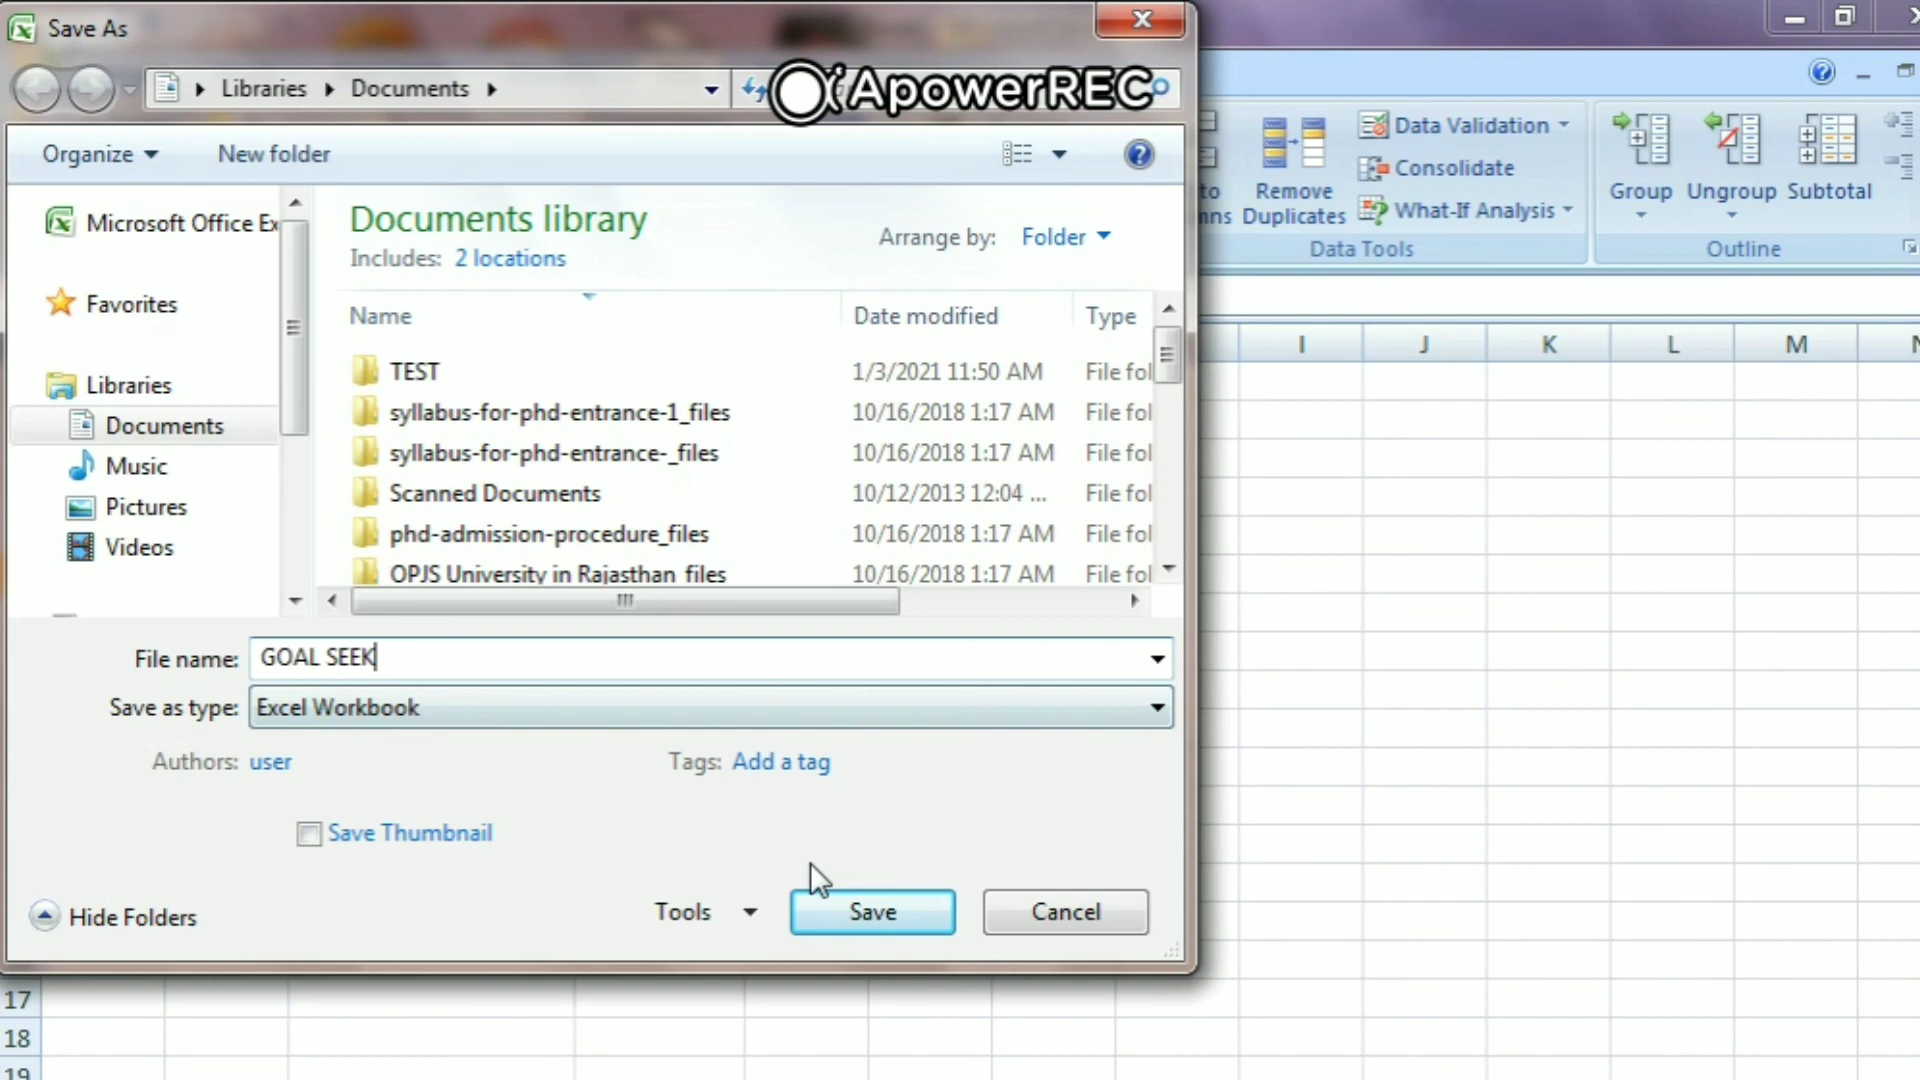 Save As
Libraries Documents
ApowerREC
Organize New folder
Microsoft Office Ex
Favorites
Libraries
Documents
Music
Pictures
Videos
Documents library
Includes: 2 locations
Arrange by: Folder
Name Date modified Type
TEST 1/3/2021 11:50 AM File fol
syllabus-for-phd-entrance-1_files 10/16/2018 1:17 AM File fol
syllabus-for-phd-entrance-_files 10/16/2018 1:17 AM File fol
Scanned Documents 10/12/2013 12:04 ... File fol
phd-admission-procedure_files 10/16/2018 1:17 AM File fol
OPJS University in Rajasthan_files 10/16/2018 1:17 AM File fol
File name: GOAL SEEK
Save as type: Excel Workbook
Authors: user Tags: Add a tag
Save Thumbnail
Hide Folders Tools Save Cancel
Remove
Duplicates
Data Validation
Consolidate
What-If Analysis
Data Tools
Group Ungroup Subtotal
Outline
I J K L M
17
18
19